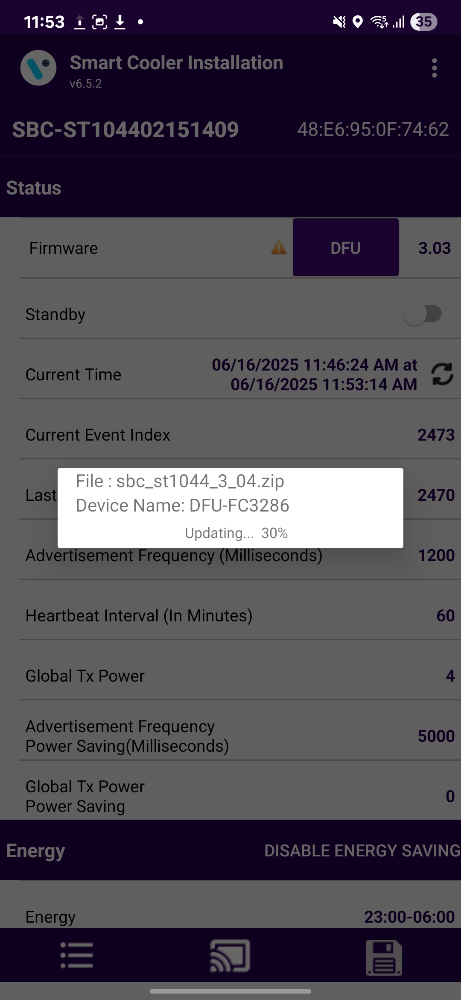 11:53
5
35
Smart Cooler Installation
v6.5.2
SBC-ST104402151409 48:E6:95:0F:74:62
Status
Firmware DFU 3.03
Standby
Current Time 06/16/2025 11:46:24 AM at
06/16/2025 11:53:14 AM
Current Event Index 2473
Last 2470
File : sbc_st1044_3_04.zip
Device Name: DFU-FC3286
Updating... 30%
Advertisement Frequency (Milliseconds) 1200
Heartbeat Interval (In Minutes) 60
Global Tx Power 4
Advertisement Frequency
Power Saving(Milliseconds) 5000
Global Tx Power
Power Saving 0
Energy DISABLE ENERGY SAVING
Energy 23:00-06:00